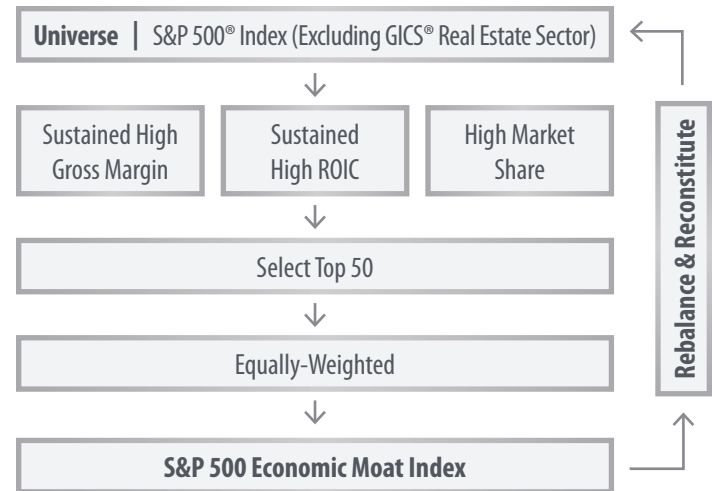 Universe | S&P 500® Index (Excluding GICS® Real Estate Sector)
Sustained High
Gross Margin
Sustained
High ROIC
High Market
Share
Select Top 50
Equally-Weighted
S&P 500 Economic Moat Index
Rebalance & Reconstitute